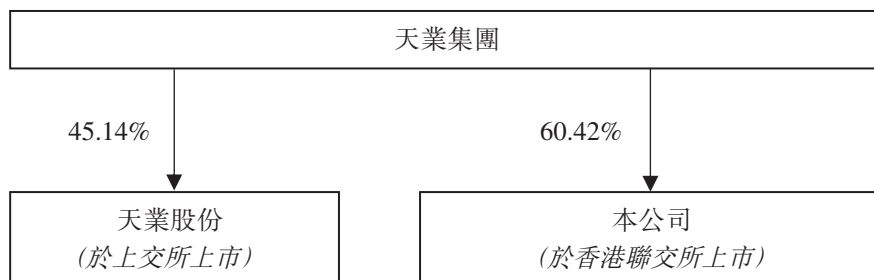 天業集團
45.14%
60.42%
天業股份
(於上交所上市)
本公司
(於香港聯交所上市)